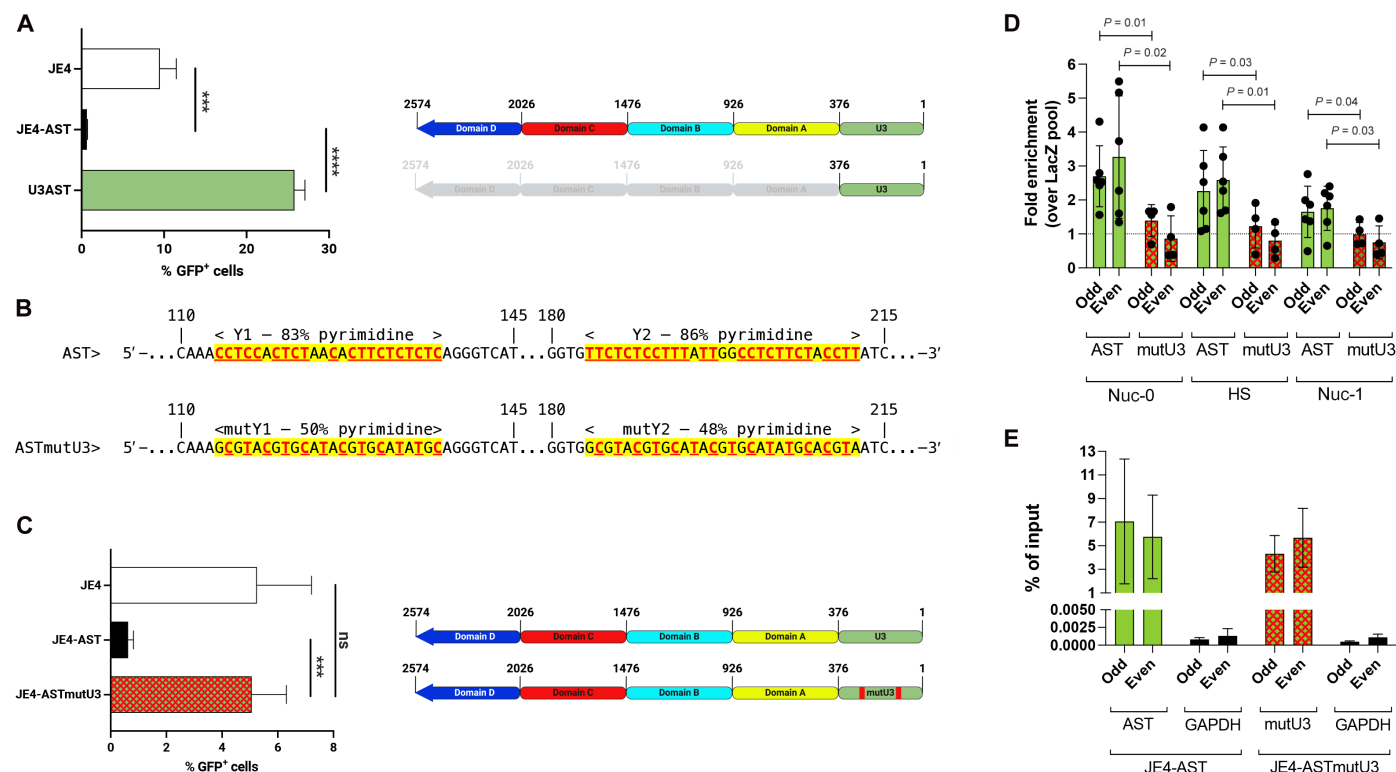 A
JE4
JE4-AST
U3AST
***
****
0
10
20
30
% GFP+ cells
2574
2026
1476
926
376
1
Domain D
Domain C
Domain B
Domain A
U3
2574
2026
1476
926
376
1
Domain D
Domain C
Domain B
Domain A
U3
B
110
145
180
215
< Y1 – 83% pyrimidine >
< Y2 – 86% pyrimidine >
AST> 5′–...CAAACCTCCACTCTAACACTTCTCTCTCAGGGTCAT...GGTGTTCTCTCCTTTATTGGCCTCTTCTACCTTATC...–3′
110
145
180
215
<mutY1 – 50% pyrimidine>
< mutY2 – 48% pyrimidine >
ASTmutU3> 5′–...CAAAGCGTACGTGCATACGTGCATATGCAGGGTCAT...GGTGGCGTACGTGCATACGTGCATATGCACGTAATC...–3′
C
JE4
JE4-AST
JE4-ASTmutU3
***
ns
0
2
4
6
8
% GFP+ cells
2574
2026
1476
926
376
1
Domain D
Domain C
Domain B
Domain A
U3
2574
2026
1476
926
376
1
Domain D
Domain C
Domain B
Domain A
mutU3
D
P = 0.01
P = 0.02
P = 0.03
P = 0.01
P = 0.04
P = 0.03
Fold enrichment
(over LacZ pool)
6
5
4
3
2
1
0
Odd
Even
Odd
Even
Odd
Even
Odd
Even
Odd
Even
Odd
Even
AST
mutU3
AST
mutU3
AST
mutU3
Nuc-0
HS
Nuc-1
E
% of input
13
11
9
7
5
3
1
0.0050
0.0025
0.0000
Odd
Even
Odd
Even
Odd
Even
Odd
Even
AST
GAPDH
mutU3
GAPDH
JE4-AST
JE4-ASTmutU3